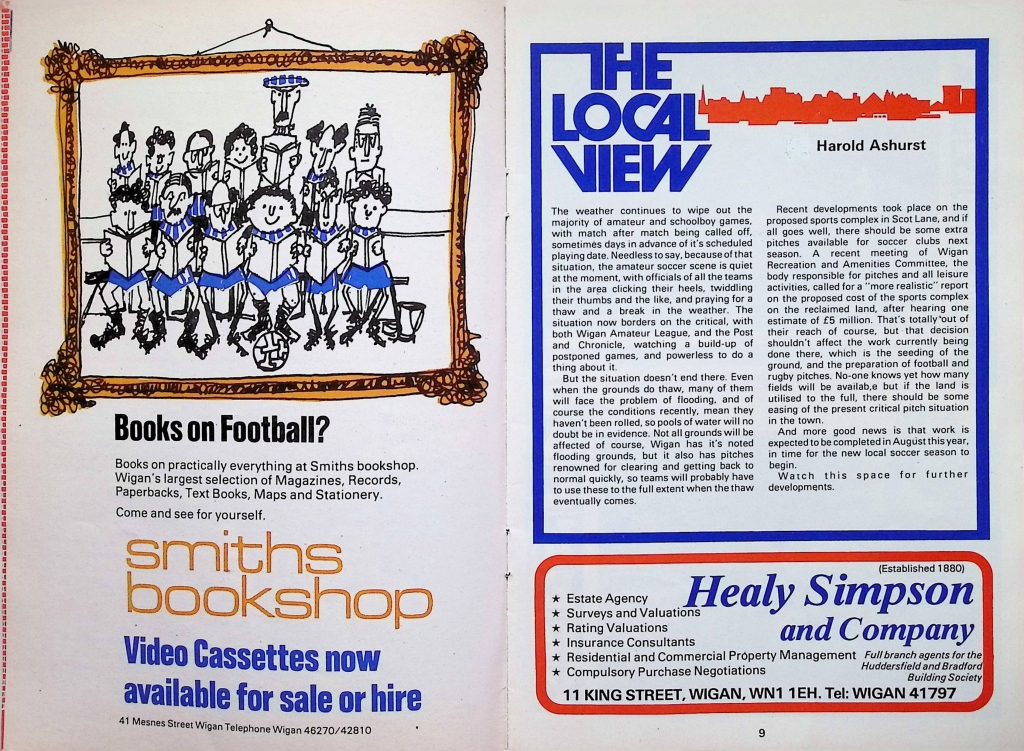 Books on Football?
Books on practically everything at Smiths bookshop.
Wigan's largest selection of Magazines, Records,
Paperbacks, Text Books, Maps and Stationery.
Come and see for yourself.
smiths
bookshop
Video Cassettes now
available for sale or hire
41 Mesnes Street Wigan Telephone Wigan 46270/42810
THE
LOCAL
VIEW
Harold Ashurst
The weather continues to wipe out the
majority of amateur and schoolboy games,
with match after match being called off,
sometimes days in advance of it's scheduled
playing date. Needless to say, because of that
situation, the amateur soccer scene is quiet
at the moment, with officials of all the teams
in the area clicking their heels, twiddling
their thumbs and the like, and praying for a
thaw and a break in the weather. The
situation now borders on the critical, with
both Wigan Amateur League, and the Post
and Chronicle, watching a build-up of
postponed games, and powerless to do a
thing about it.
But the situation doesn't end there. Even
when the grounds do thaw, many of them
will face the problem of flooding, and of
course the conditions recently, mean they
haven't been rolled, so pools of water will no
doubt be in evidence. Not all grounds will be
affected of course, Wigan has it's noted
flooding grounds, but it also has pitches
renowned for clearing and getting back to
normal quickly, so teams will probably have
to use these to the full extent when the thaw
eventually comes.
Recent developments took place on the
proposed sports complex in Scot Lane, and if
all goes well, there should be some extra
pitches available for soccer clubs next
season. A recent meeting of Wigan
Recreation and Amenities Committee, the
body responsible for pitches and all leisure
activities, called for a "more realistic" report
on the proposed cost of the sports complex
on the reclaimed land, after hearing one
estimate of £5 million. That's totally out of
their reach of course, but that decision
shouldn't affect the work currently being
done there, which is the seeding of the
ground, and the preparation of football and
rugby pitches. No-one knows yet how many
fields will be availab,e but if the land is
utilised to the full, there should be some
easing of the present critical pitch situation
in the town.
And more good news is that work is
expected to be completed in August this year,
in time for the new local soccer season to
begin.
Watch this space for further
developments.
(Established 1880)
Healy Simpson
and Company
★ Estate Agency
★ Surveys and Valuations
★ Rating Valuations
★ Insurance Consultants
★ Residential and Commercial Property Management
★ Compulsory Purchase Negotiations
Full branch agents for the
Huddersfield and Bradford
Building Society
11 KING STREET, WIGAN, WN1 1EH. Tel: WIGAN 41797
9